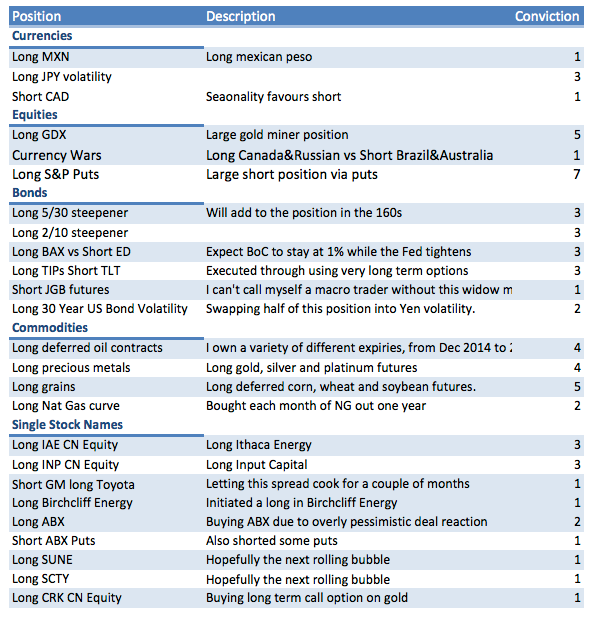 Position Description Conviction
Currencies
Long MXN Long mexican peso 1
Long JPY volatility 3
Short CAD Seaonality favours short 1
Equities
Long GDX Large gold miner position 5
Currency Wars Long Canada&Russian vs Short Brazil&Australia 1
Long S&P Puts Large short position via puts 7
Bonds
Long 5/30 steepener Will add to the position in the 160s 3
Long 2/10 steepener 3
Long BAX vs Short ED Expect BoC to stay at 1% while the Fed tightens 3
Long TIPs Short TLT Executed through using very long term options 3
Short JGB futures I can't call myself a macro trader without this widow m 1
Long 30 Year US Bond Volatility Swapping half of this position into Yen volatility. 2
Commodities
Long deferred oil contracts I own a variety of different expiries, from Dec 2014 to 2 4
Long precious metals Long gold, silver and platinum futures 4
Long grains Long deferred corn, wheat and soybean futures. 5
Long Nat Gas curve Bought each month of NG out one year 2
Single Stock Names
Long IAE CN Equity Long Ithaca Energy 3
Long INP CN Equity Long Input Capital 3
Short GM long Toyota Letting this spread cook for a couple of months 1
Long Birchcliff Energy Initiated a long in Birchcliff Energy 1
Long ABX Buying ABX due to overly pessimistic deal reaction 2
Short ABX Puts Also shorted some puts 1
Long SUNE Hopefully the next rolling bubble 1
Long SCTY Hopefully the next rolling bubble 1
Long CRK CN Equity Buying long term call option on gold 1